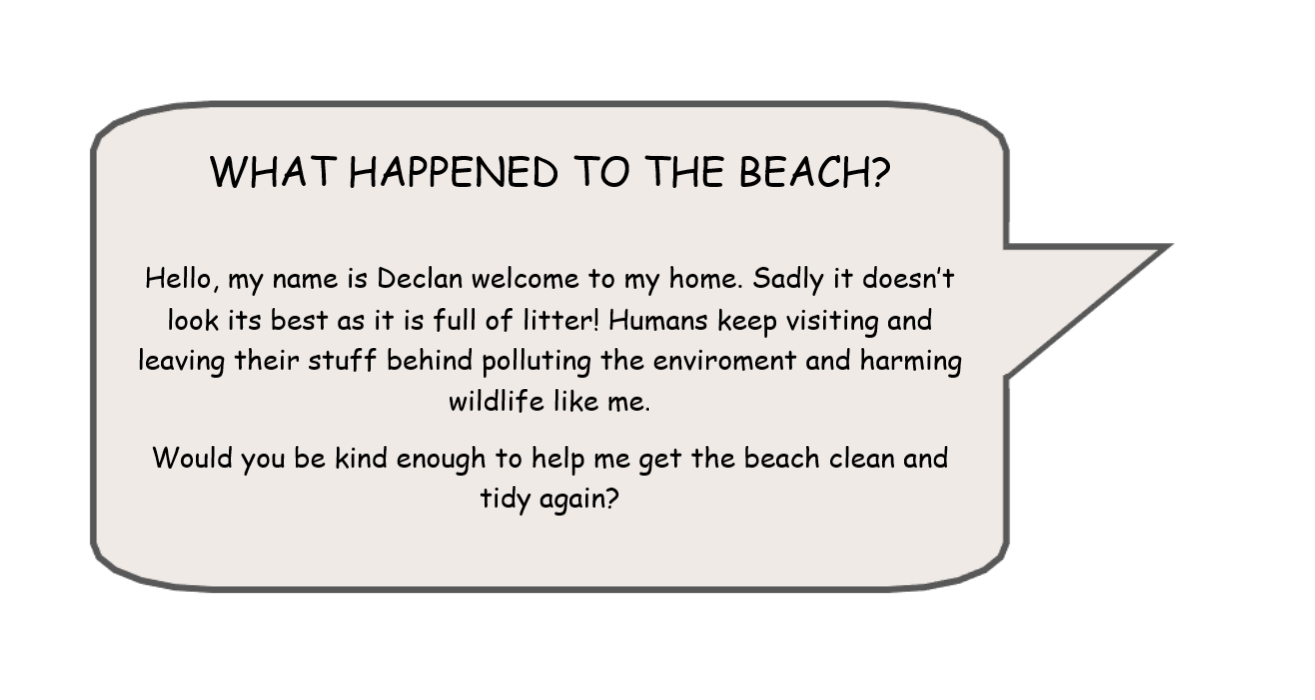 WHAT HAPPENED TO THE BEACH?
Hello, my name is Declan welcome to my home. Sadly it doesn't
look its best as it is full of litter! Humans keep visiting and
leaving their stuff behind polluting the enviroment and harming
wildlife like me.
Would you be kind enough to help me get the beach clean and
tidy again?